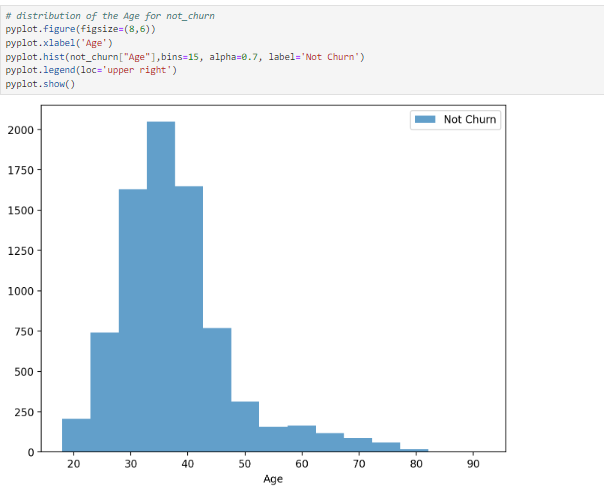 # distribution of the Age for not_churn
pyplot.figure(figsize=(8,6))
pyplot.xlabel('Age')
pyplot.hist(not_churn["Age"],bins=15, alpha=0.7, label='Not Churn')
pyplot.legend(loc='upper right')
pyplot.show()
Not Churn
2000
1750
1500
1250
1000
750
500
250
0
20 30 40 50 60 70 80 90
Age